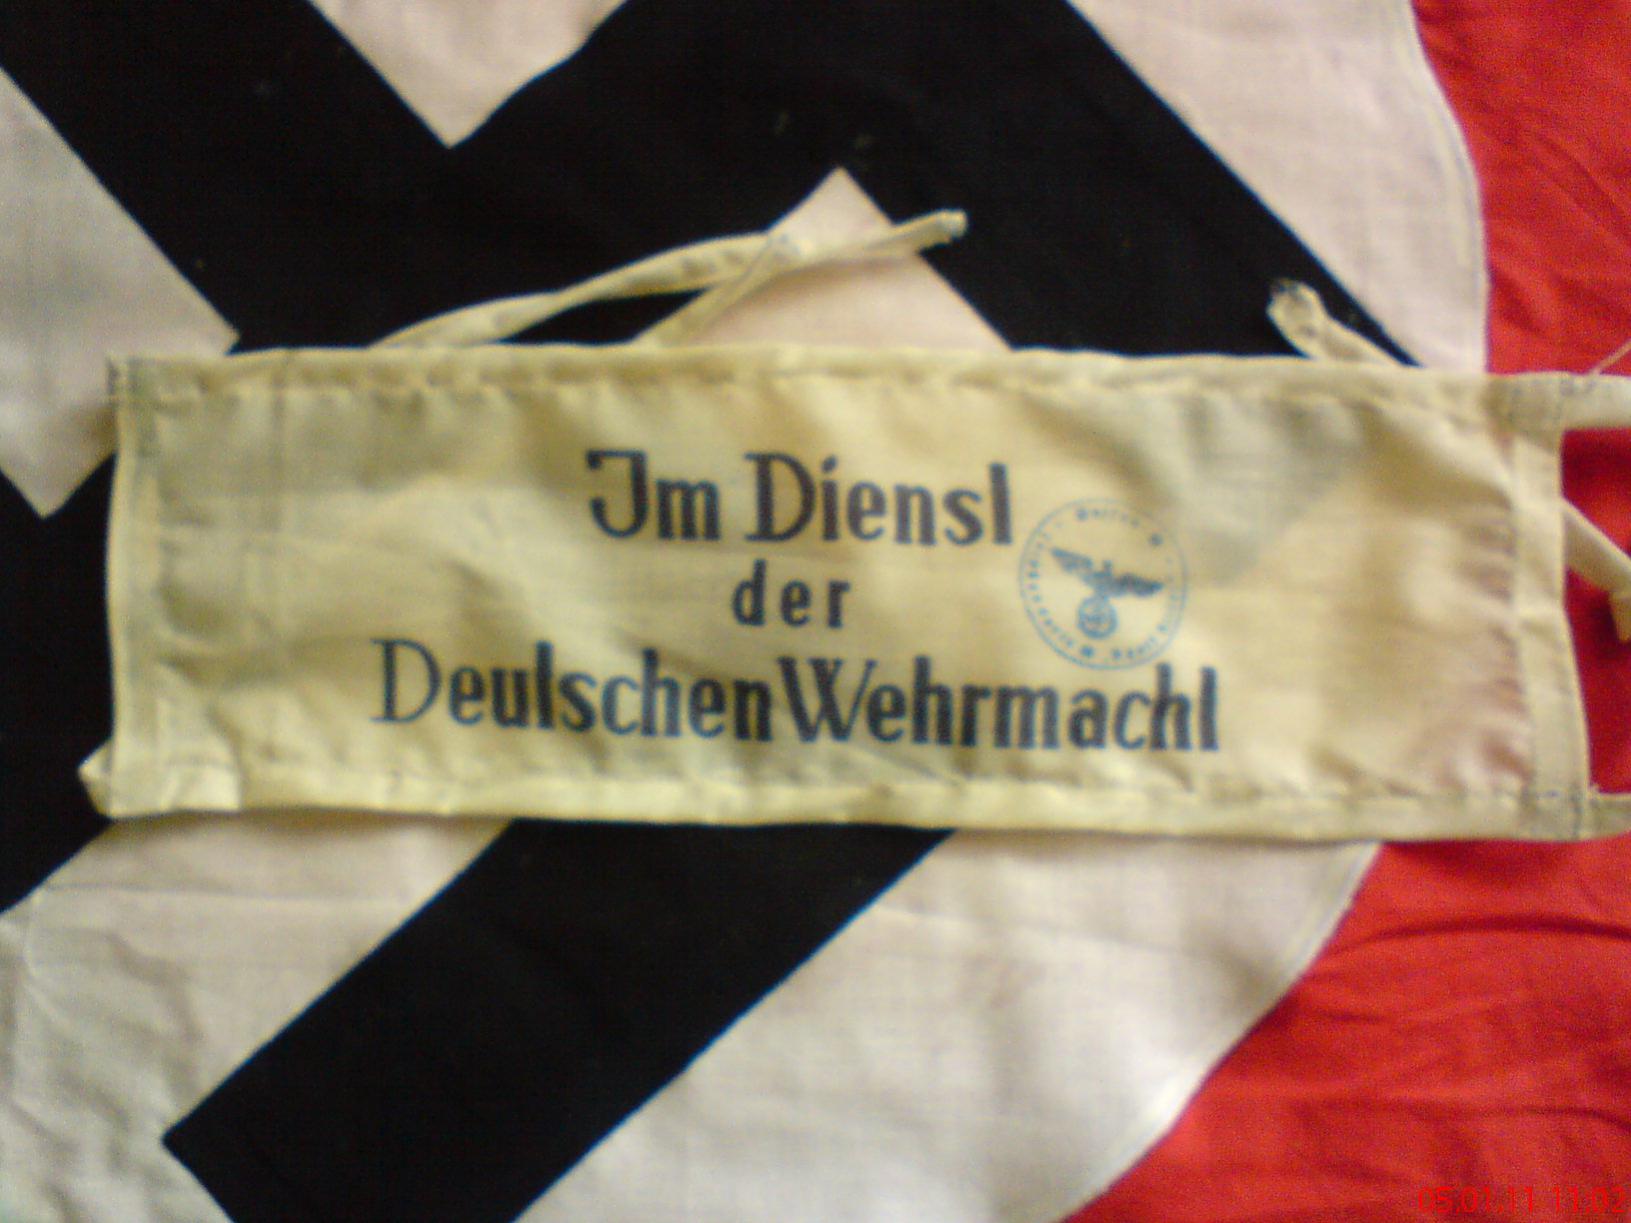 Im Dienst
der
Deutschen Wehrmacht
05.01.11 11:02